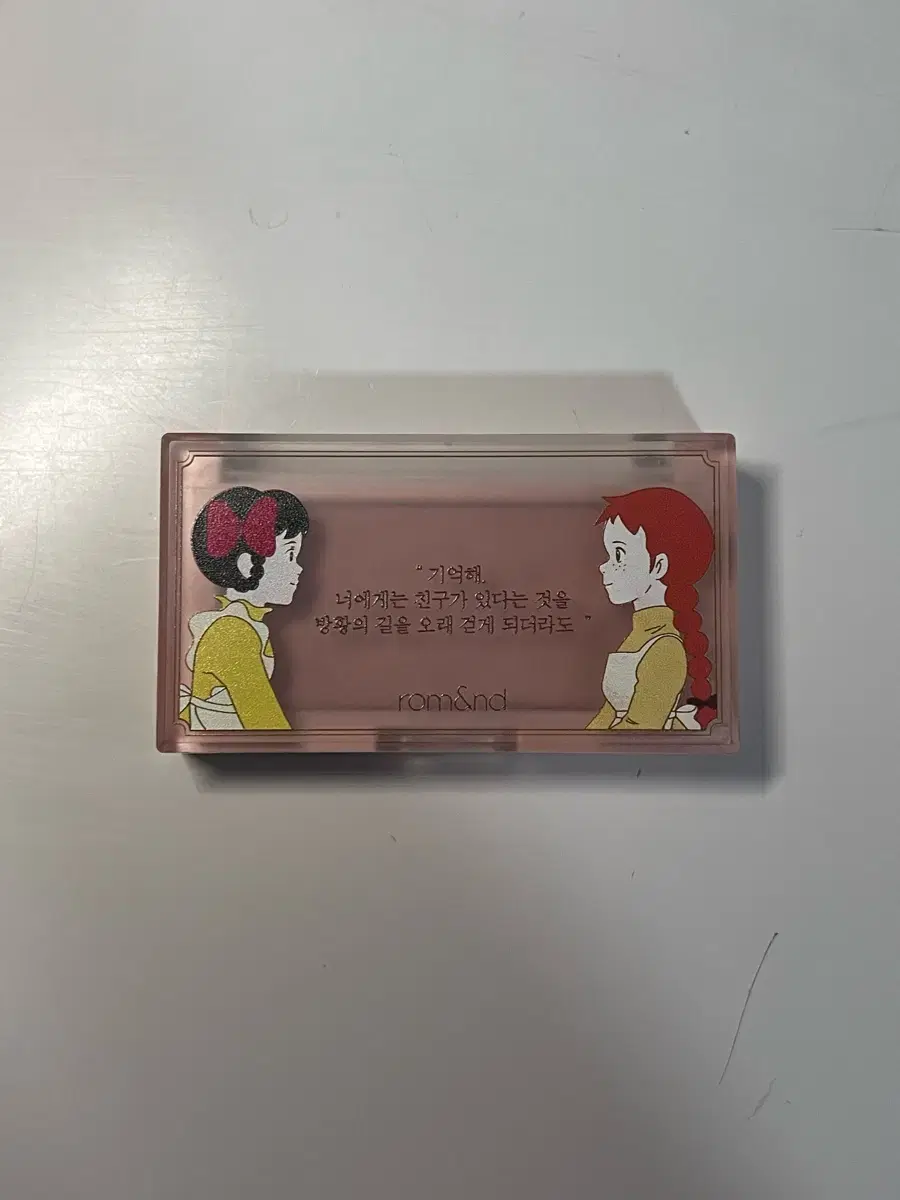 “ 기억해.
너에게는 친구가 있다는 것을
방황의 길을 오래 걷게 되더라도 ”
rom&nd